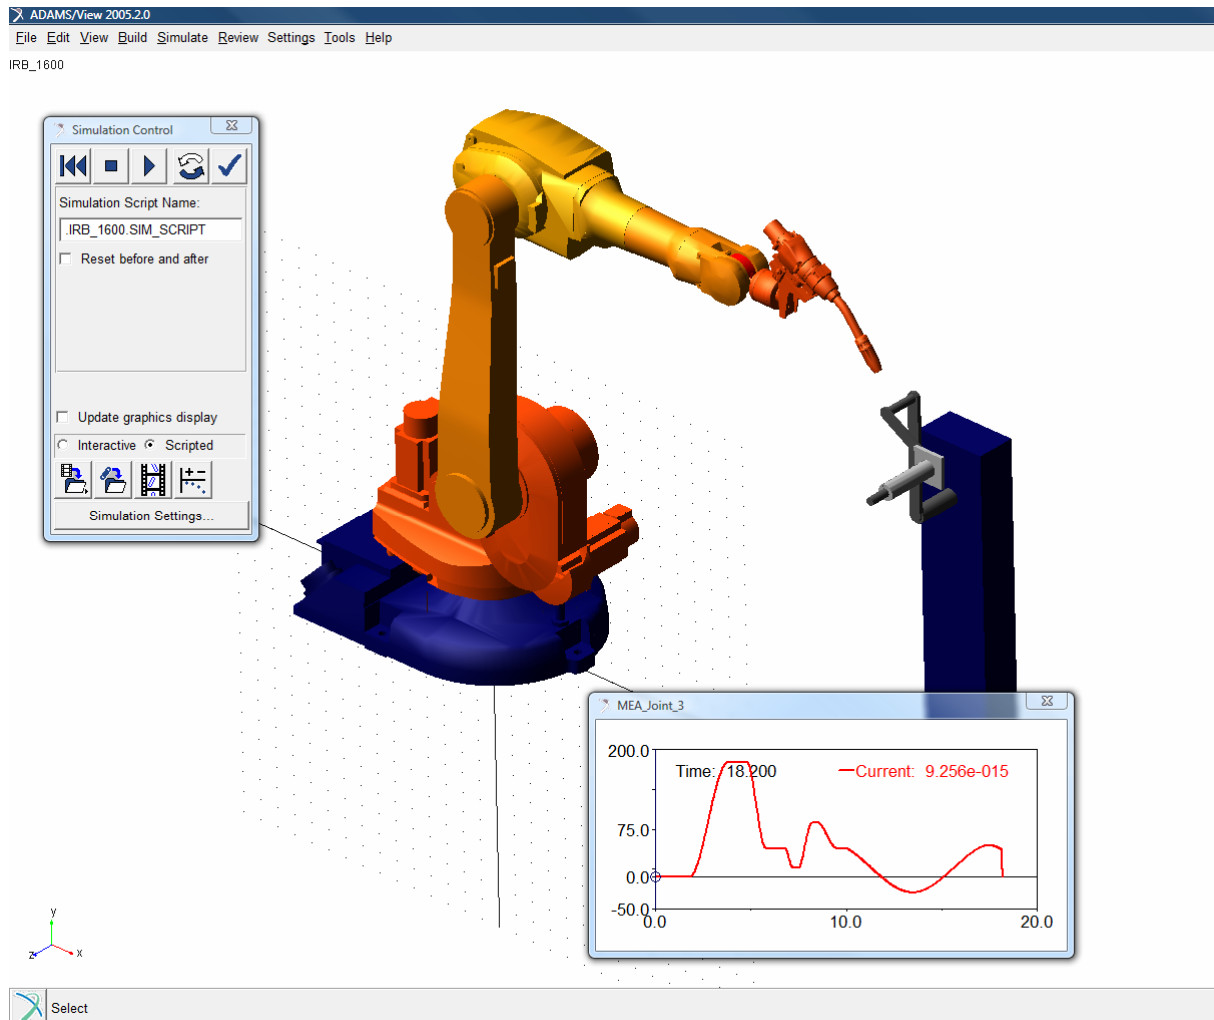 ADAMS/View 2005.2.0
File Edit View Build Simulate Review Settings Tools Help
IRB_1600
Simulation Control
Simulation Script Name:
.IRB_1600.SIM_SCRIPT
Reset before and after
Update graphics display
Interactive Scripted
Simulation Settings...
MEA_Joint_3
200.0
Time: 18.200 Current: 9.256e-015
75.0
0.0
-50.0
0.0 10.0 20.0
y
z x
Select